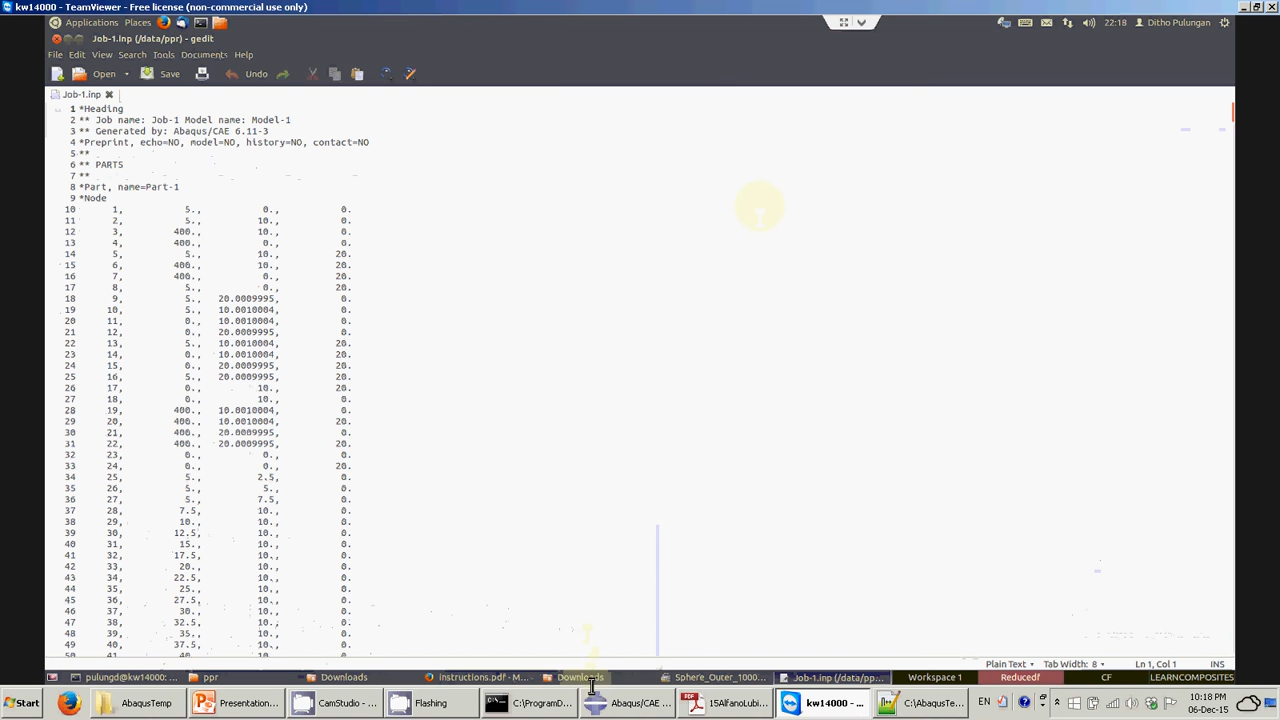 kw14000 - TeamViewer - Free license (non-commercial use only)
Applications Places 22:18 Ditho Pulungan
Job-1.inp (/data/ppr) - gedit
File Edit View Search Tools Documents Help
Open Save Undo
Job-1.inp
1 *Heading
2 ** Job name: Job-1 Model name: Model-1
3 ** Generated by: Abaqus/CAE 6.11-3
4 *Preprint, echo=NO, model=NO, history=NO, contact=NO
5 **
6 ** PARTS
7 **
8 *Part, name=Part-1
9 *Node
10 1, 5., 0., 0.
11 2, 5., 10., 0.
12 3, 400., 10., 0.
13 4, 400., 0., 0.
14 5, 5., 10., 20.
15 6, 400., 10., 20.
16 7, 400., 0., 20.
17 8, 5., 0., 20.
18 9, 5., 20.0009995, 0.
19 10, 5., 10.0010004, 0.
20 11, 0., 10.0010004, 0.
21 12, 0., 20.0009995, 0.
22 13, 5., 10.0010004, 20.
23 14, 0., 10.0010004, 20.
24 15, 0., 20.0009995, 20.
25 16, 5., 20.0009995, 20.
26 17, 0., 10., 20.
27 18, 0., 10., 0.
28 19, 400., 10.0010004, 0.
29 20, 400., 10.0010004, 20.
30 21, 400., 20.0009995, 0.
31 22, 400., 20.0009995, 20.
32 23, 0., 0., 0.
33 24, 0., 0., 20.
34 25, 5., 2.5, 0.
35 26, 5., 5., 0.
36 27, 5., 7.5, 0.
37 28, 7.5, 10., 0.
38 29, 10., 10., 0.
39 30, 12.5, 10., 0.
40 31, 15., 10., 0.
41 32, 17.5, 10., 0.
42 33, 20., 10., 0.
43 34, 22.5, 10., 0.
44 35, 25., 10., 0.
45 36, 27.5, 10., 0.
46 37, 30., 10., 0.
47 38, 32.5, 10., 0.
48 39, 35., 10., 0.
49 40, 37.5, 10., 0.
50 41, 40., 10., 0.
Plain Text Tab Width: 8 Ln 1, Col 1 INS
pulungd@kw14000: ... ppr Downloads instructions.pdf - M... Downloads Sphere_Outer_1000... Job-1.inp (/data/pp... Workspace 1 Reduced! CF LEARNCOMPOSITES
Start AbaqusTemp Presentation... CamStudio - ... Flashing C:\ProgramD... Abaqus/CAE ... 15AlfanoLubi... kw14000 - ... C:\AbaqusTe... EN 10:18 PM
06-Dec-15